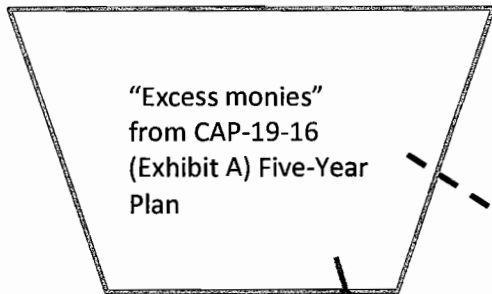 “Excess monies”
from CAP-19-16
(Exhibit A) Five-Year
Plan